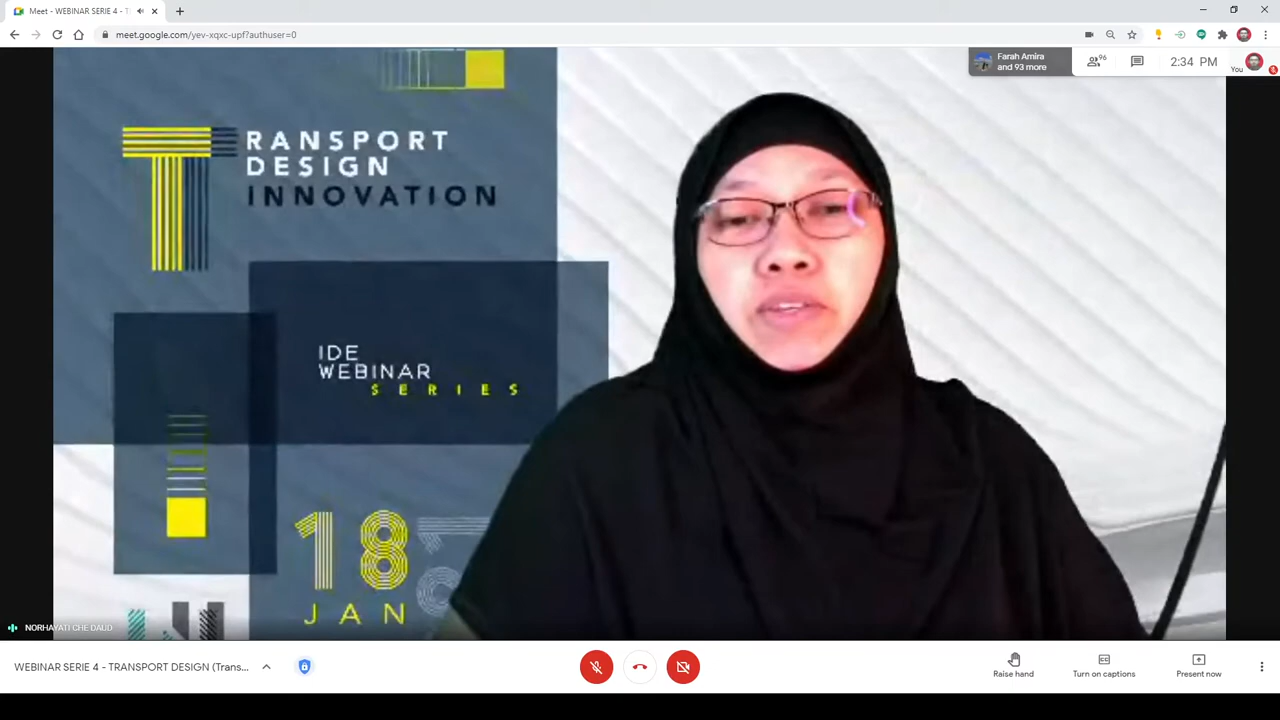 Meet - WEBINAR SERIE 4 - T
meet.google.com/yev-xqxc-upf?authuser=0
Farah Amira
and 93 more
96
2:34 PM
You
TRANSPORT
DESIGN
INNOVATION
IDE
WEBINAR
SERIES
18
JAN
NORHAYATI CHE DAUD
WEBINAR SERIE 4 - TRANSPORT DESIGN (Trans...
Raise hand
Turn on captions
Present now